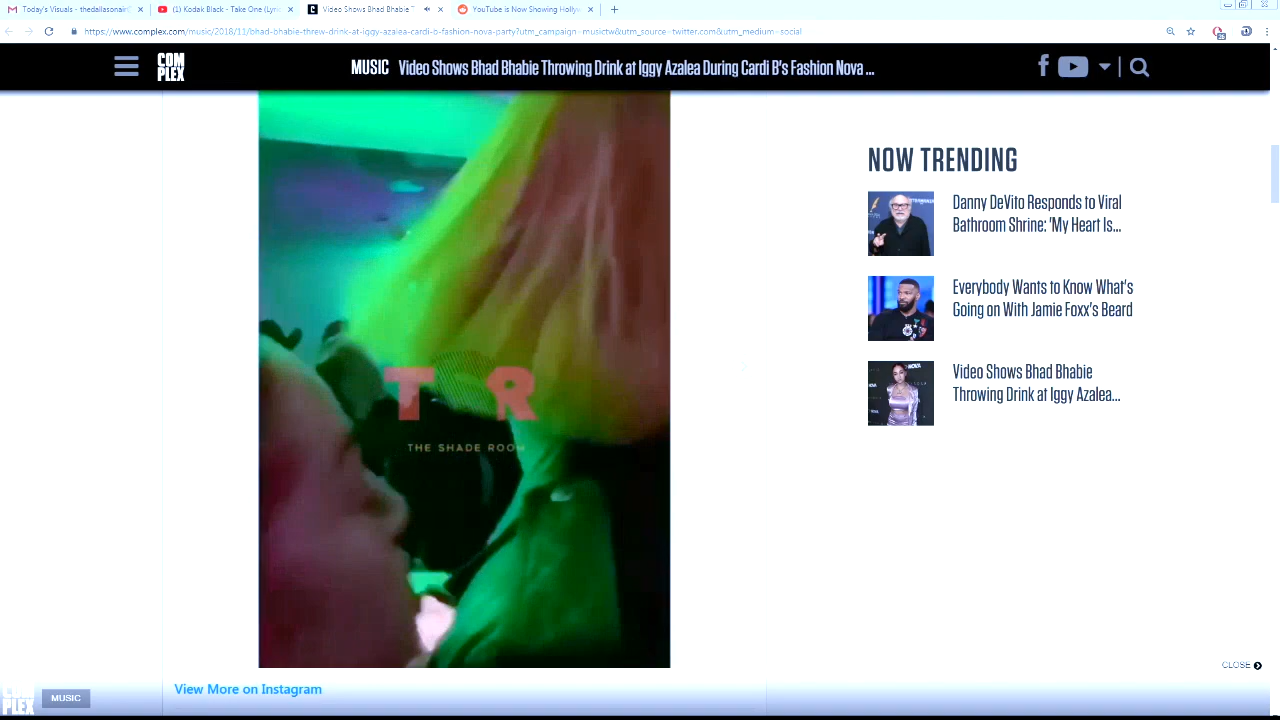 Today's Visuals - thedallasonair
(1) Kodak Black - Take One (Lyri
Video Shows Bhad Bhabie T
YouTube is Now Showing Hollyw
https://www.complex.com/music/2018/11/bhad-bhabie-threw-drink-at-iggy-azalea-cardi-b-fashion-nova-party?utm_campaign=musictw&utm_source=twitter.com&utm_medium=social
COM
PLEX
MUSIC Video Shows Bhad Bhabie Throwing Drink at Iggy Azalea During Cardi B's Fashion Nova ...
NOW TRENDING
Danny DeVito Responds to Viral
Bathroom Shrine: 'My Heart Is...
Everybody Wants to Know What's
Going on With Jamie Foxx's Beard
Video Shows Bhad Bhabie
Throwing Drink at Iggy Azalea...
T R
THE SHADE ROOM
CLOSE
View More on Instagram
COM
PLEX
MUSIC